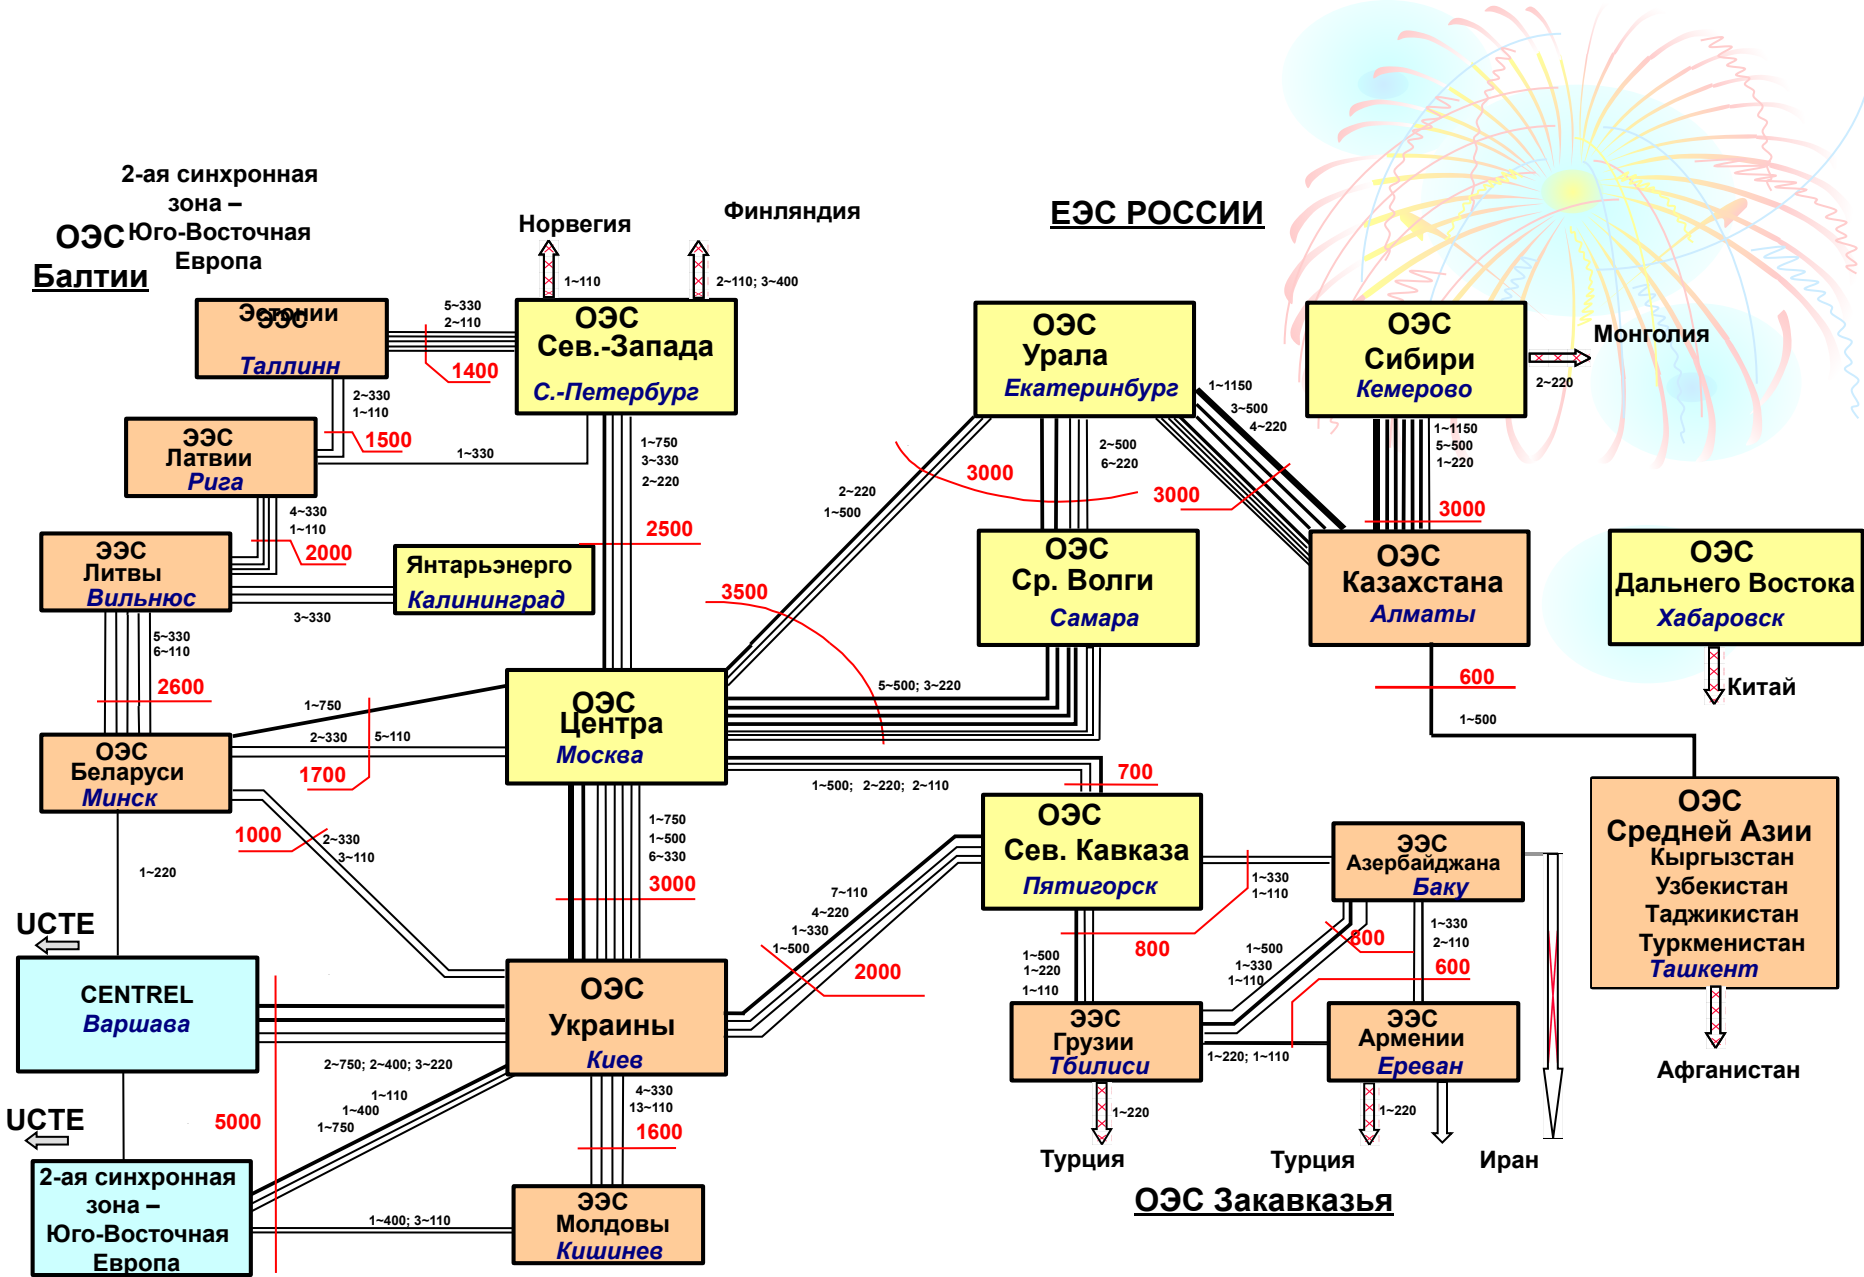 2-ая синхронная
зона –
Юго-Восточная
Европа
ОЭС
Балтии
Норвегия
Финляндия
ЕЭС РОССИИ
1~110
2~110; 3~400
ЭЭС
Эстонии
Таллинн
5~330
2~110
1400
ОЭС
Сев.-Запада
С.-Петербург
ОЭС
Урала
Екатеринбург
ОЭС
Сибири
Кемерово
Монголия
2~220
2~330
1~110
1500
ЭЭС
Латвии
Рига
1~330
1~750
3~330
2~220
2500
2~220
1~500
3000
2~500
6~220
3000
1~1150
3~500
4~220
1~1150
5~500
1~220
3000
4~330
1~110
2000
ЭЭС
Литвы
Вильнюс
Янтарьэнерго
Калининград
3~330
3500
ОЭС
Ср. Волги
Самара
ОЭС
Казахстана
Алматы
ОЭС
Дальнего Востока
Хабаровск
Китай
5~330
6~110
2600
1~750
2~330
5~110
1700
ОЭС
Центра
Москва
5~500; 3~220
600
1~500
ОЭС
Беларуси
Минск
1~500; 2~220; 2~110
700
1000
2~330
3~110
1~220
1~750
1~500
6~330
3000
ОЭС
Сев. Кавказа
Пятигорск
1~330
1~110
800
ЭЭС
Азербайджана
Баку
ОЭС
Средней Азии
Кыргызстан
Узбекистан
Таджикистан
Туркменистан
Ташкент
Афганистан
7~110
4~220
1~330
1~500
2000
1~500
1~220
1~110
1~500
1~330
1~110
800
1~330
2~110
600
UCTE
CENTREL
Варшава
ОЭС
Украины
Киев
ЭЭС
Грузии
Тбилиси
1~220; 1~110
ЭЭС
Армении
Ереван
2~750; 2~400; 3~220
1~110
1~400
1~750
5000
4~330
13~110
1600
1~220
Турция
1~220
Турция
Иран
ОЭС Закавказья
UCTE
2-ая синхронная
зона –
Юго-Восточная
Европа
1~400; 3~110
ЭЭС
Молдовы
Кишинев